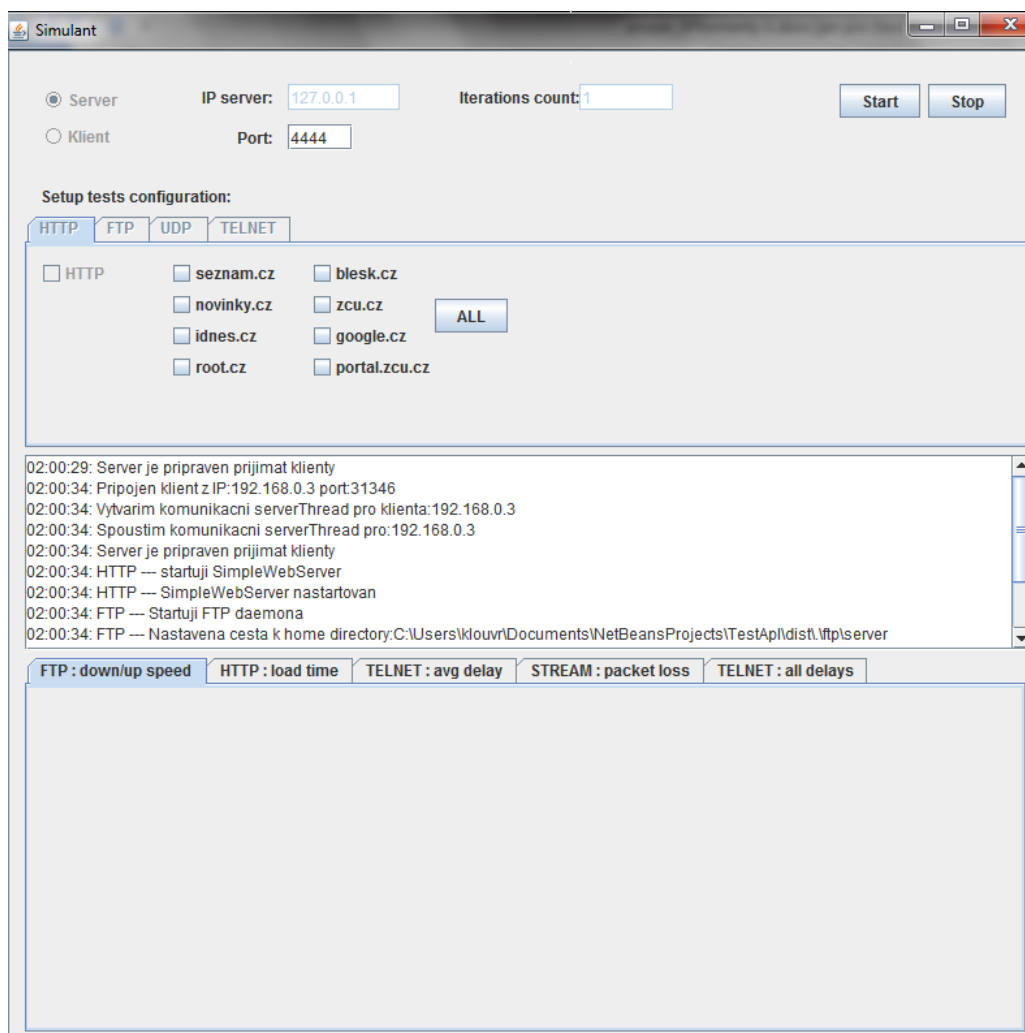 Simulant
Server IP server: 127.0.0.1 Iterations count: 1 Start Stop
Klient Port: 4444
Setup tests configuration:
HTTP FTP UDP TELNET
HTTP seznam.cz blesk.cz
novinky.cz zcu.cz ALL
idnes.cz google.cz
root.cz portal.zcu.cz
02:00:29: Server je pripraven prijimat klienty
02:00:34: Pripojen klient z IP:192.168.0.3 port:31346
02:00:34: Vytvarim komunikacni serverThread pro klienta:192.168.0.3
02:00:34: Spoustim komunikacni serverThread pro:192.168.0.3
02:00:34: Server je pripraven prijimat klienty
02:00:34: HTTP --- startuji SimpleWebServer
02:00:34: HTTP --- SimpleWebServer nastartovan
02:00:34: FTP --- Startuji FTP daemona
02:00:34: FTP --- Nastavena cesta k home directory:C:\Users\klouvr\Documents\NetBeansProjects\TestApl\dist\.\ftp\server
FTP : down/up speed HTTP : load time TELNET : avg delay STREAM : packet loss TELNET : all delays